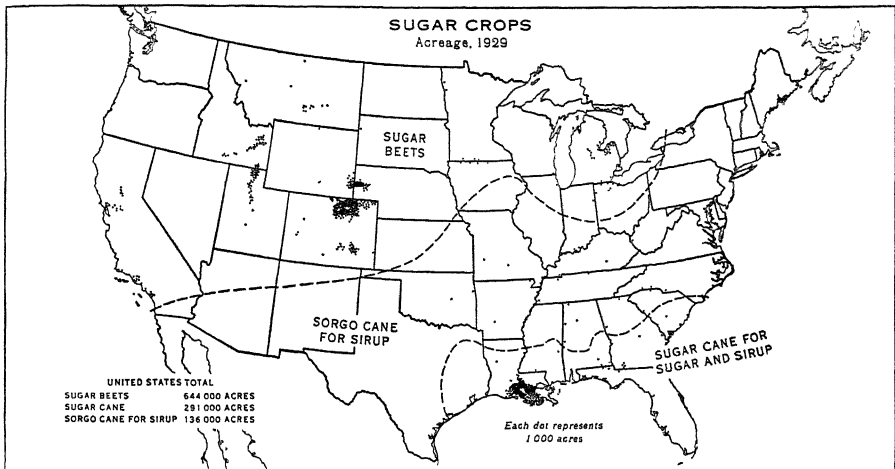 SUGAR CROPS
Acreage, 1929
SUGAR
BEETS
SORGO CANE
FOR SIRUP
SUGAR CANE FOR
SUGAR AND SIRUP
UNITED STATES TOTAL
SUGAR BEETS 644 000 ACRES
SUGAR CANE 291 000 ACRES
SORGO CANE FOR SIRUP 136 000 ACRES
Each dot represents
1 000 acres